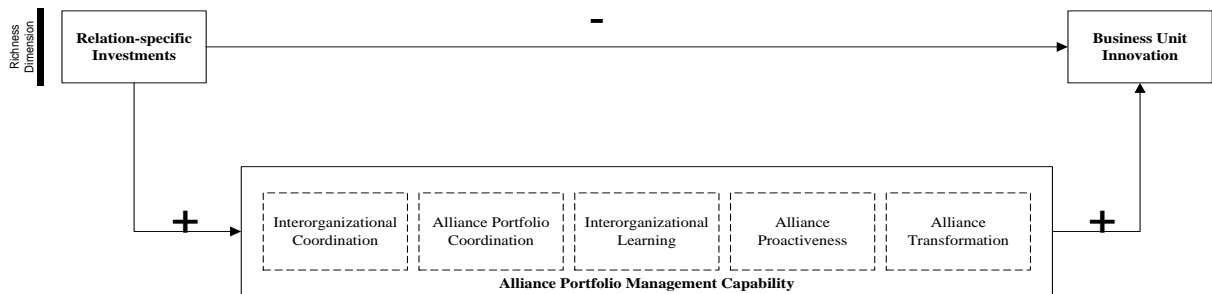 Richness
Dimension
Relation-specific
Investments
-
Business Unit
Innovation
+
Interorganizational
Coordination
Alliance Portfolio
Coordination
Interorganizational
Learning
Alliance
Proactiveness
Alliance
Transformation
+
Alliance Portfolio Management Capability